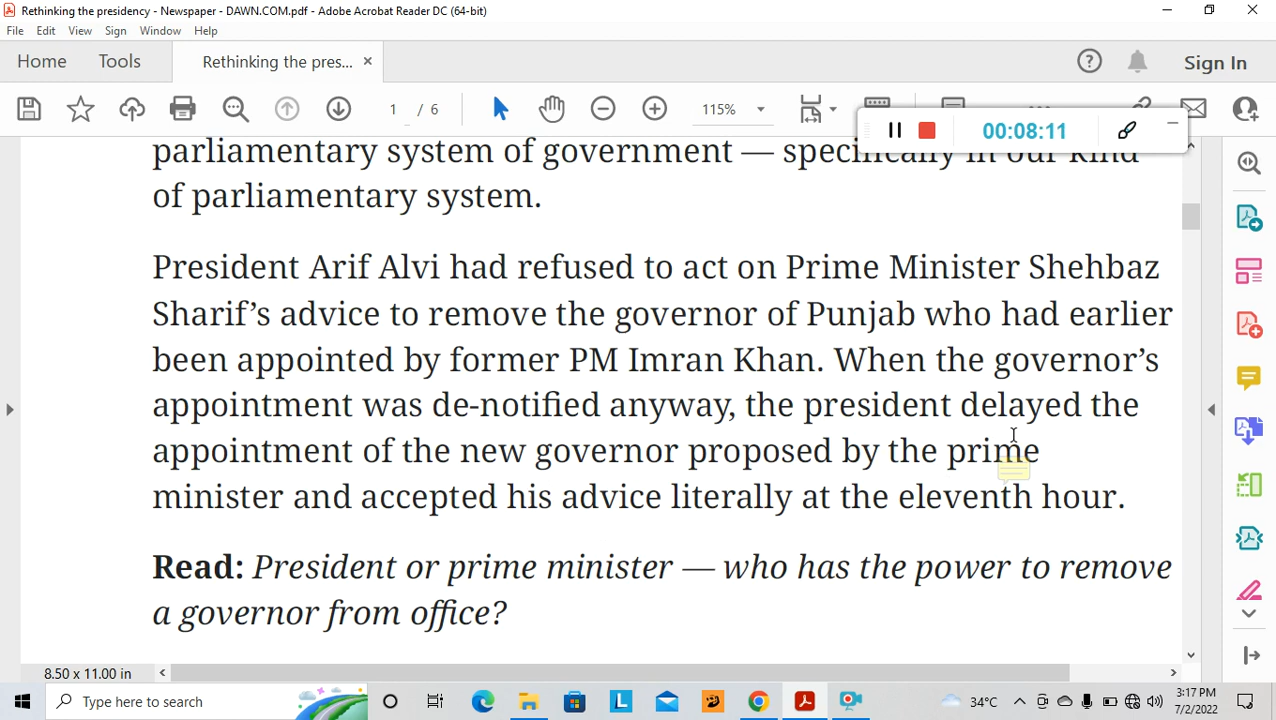 Rethinking the presidency - Newspaper - DAWN.COM.pdf - Adobe Acrobat Reader DC (64-bit)
File Edit View Sign Window Help
Home Tools Rethinking the pres... × Sign In
1 / 6 115%
00:08:11
parliamentary system of government — specifically in our kind
of parliamentary system.
President Arif Alvi had refused to act on Prime Minister Shehbaz
Sharif’s advice to remove the governor of Punjab who had earlier
been appointed by former PM Imran Khan. When the governor’s
appointment was de-notified anyway, the president delayed the
appointment of the new governor proposed by the prime
minister and accepted his advice literally at the eleventh hour.
Read: President or prime minister — who has the power to remove
a governor from office?
8.50 x 11.00 in
Type here to search
L
34°C
3:17 PM
7/2/2022